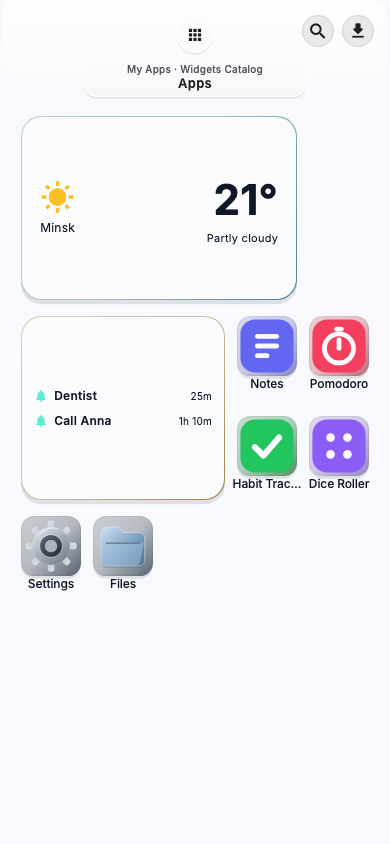 My Apps · Widgets Catalog
Apps
21°
Minsk
Partly cloudy
Dentist 25m
Call Anna 1h 10m
Notes
Pomodoro
Habit Trac...
Dice Roller
Settings
Files